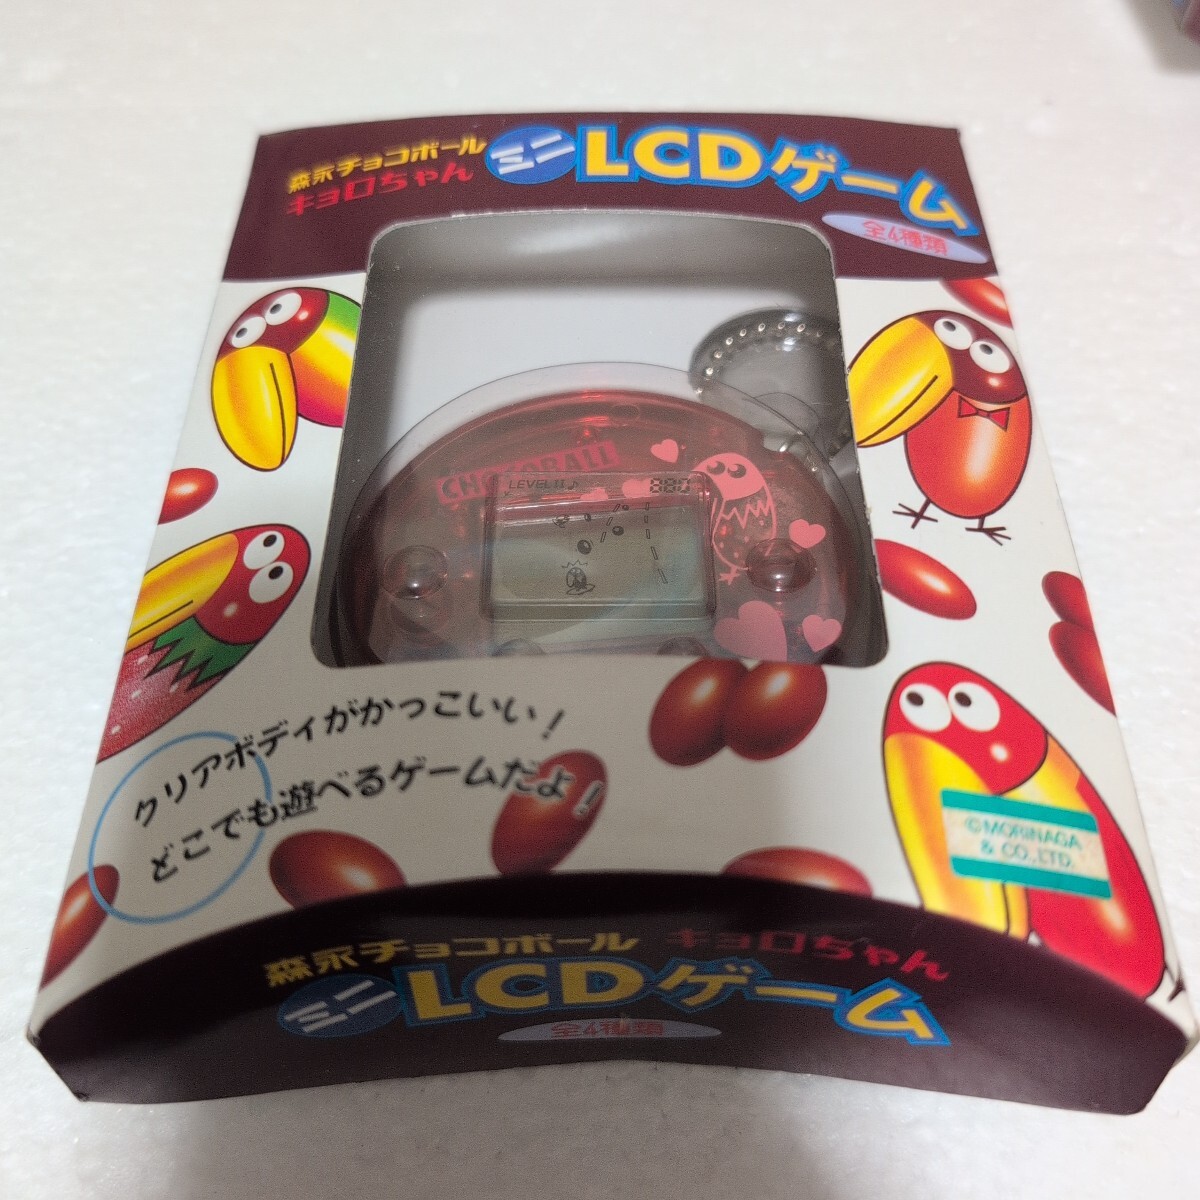 森永チョコボール
キョロちゃん
ミニLCDゲーム
全4種類
CHOCOBALL
LEVEL II♪
880
クリアボディがかっこいい!
どこでも遊べるゲームだよ!
©MORINAGA
& CO.,LTD.
森永チョコボール キョロちゃん
ミニLCDゲーム
全4種類